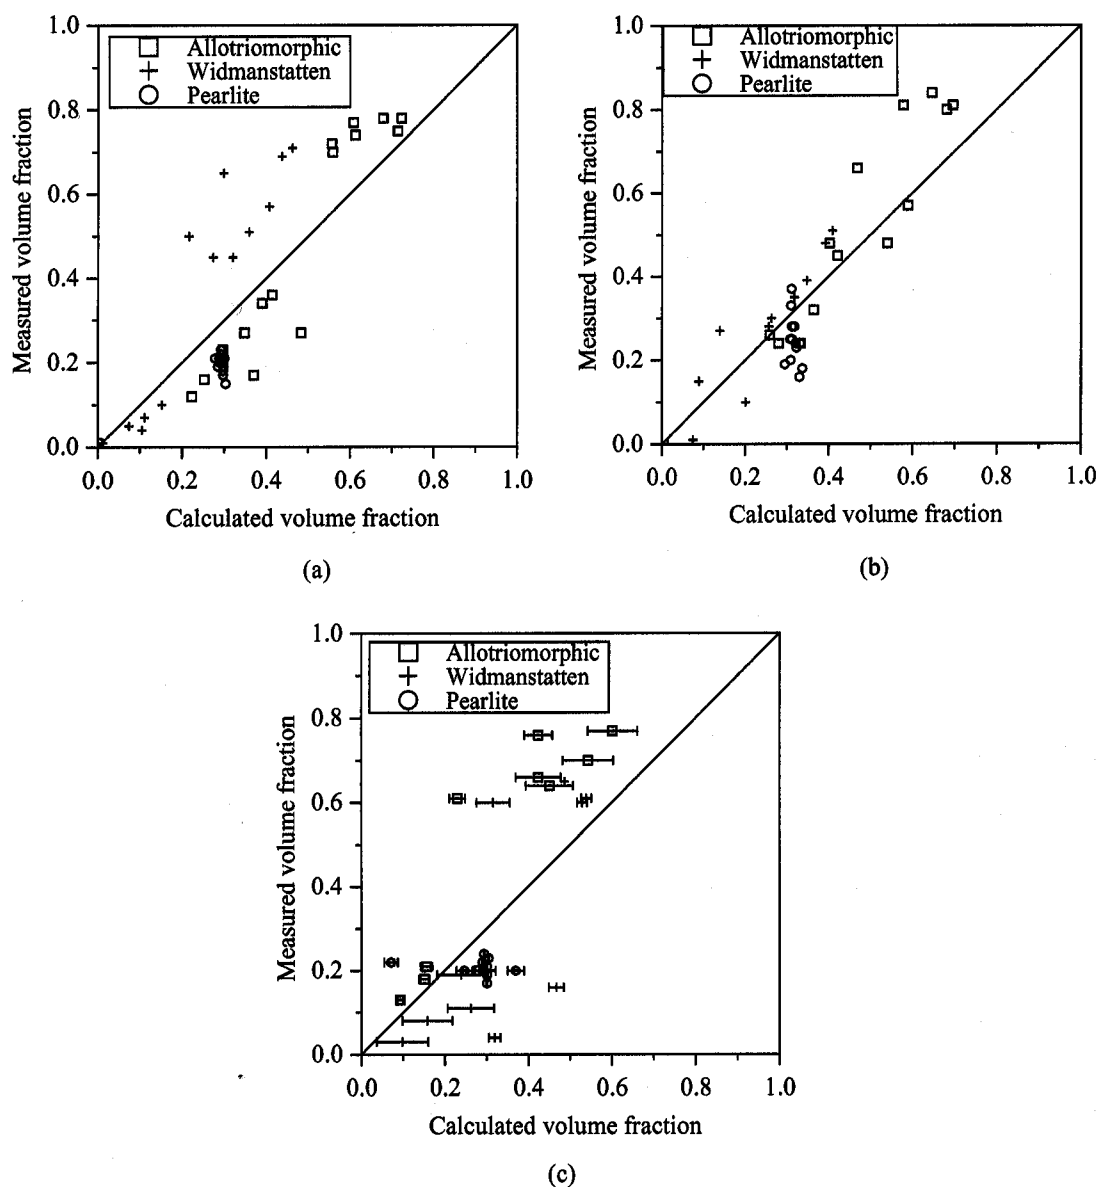 1.0
Allotriomorphic
Widmanstatten
Pearlite
0.8
0.6
0.4
0.2
0.0
0.0 0.2 0.4 0.6 0.8 1.0
Measured volume fraction
Calculated volume fraction
(a)
1.0
Allotriomorphic
Widmanstatten
Pearlite
0.8
0.6
0.4
0.2
0.0
0.0 0.2 0.4 0.6 0.8 1.0
Measured volume fraction
Calculated volume fraction
(b)
1.0
Allotriomorphic
Widmanstatten
Pearlite
0.8
0.6
0.4
0.2
0.0
0.0 0.2 0.4 0.6 0.8 1.0
Measured volume fraction
Calculated volume fraction
(c)